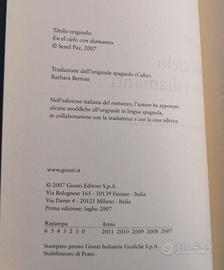 Titolo originale:
En el cielo con diamantes
© Senel Paz, 2007
Traduzione dall'originale spagnolo (Cuba):
Barbara Bertoni
Nell'edizione italiana del romanzo, l'autore ha apportato
alcune modifiche all'originale in lingua spagnola,
in collaborazione con la traduttrice e con la casa editrice.
www.giunti.it
© 2007 Giunti Editore S.p.A.
Via Bolognese 165 - 50139 Firenze - Italia
Via Dante 4 - 20121 Milano - Italia
Prima edizione: luglio 2007
Ristampa Anno
6 5 4 3 2 1 0 2011 2010 2009 2008 2007
Stampato presso Giunti Industrie Grafiche S.p.A.
Stabilimento di Prato
cielo
diamanti
subito.it